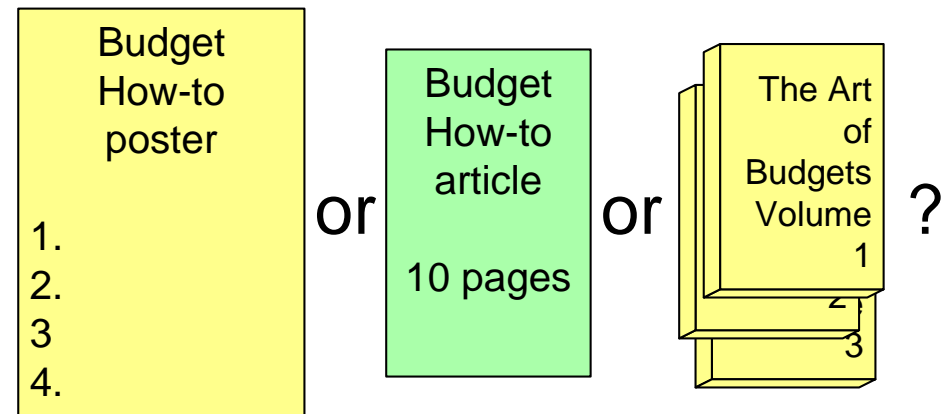 Budget
How-to
poster
1.
2.
3
4.
or
Budget
How-to
article
10 pages
or
The Art
of
Budgets
Volume
1
2
3
?